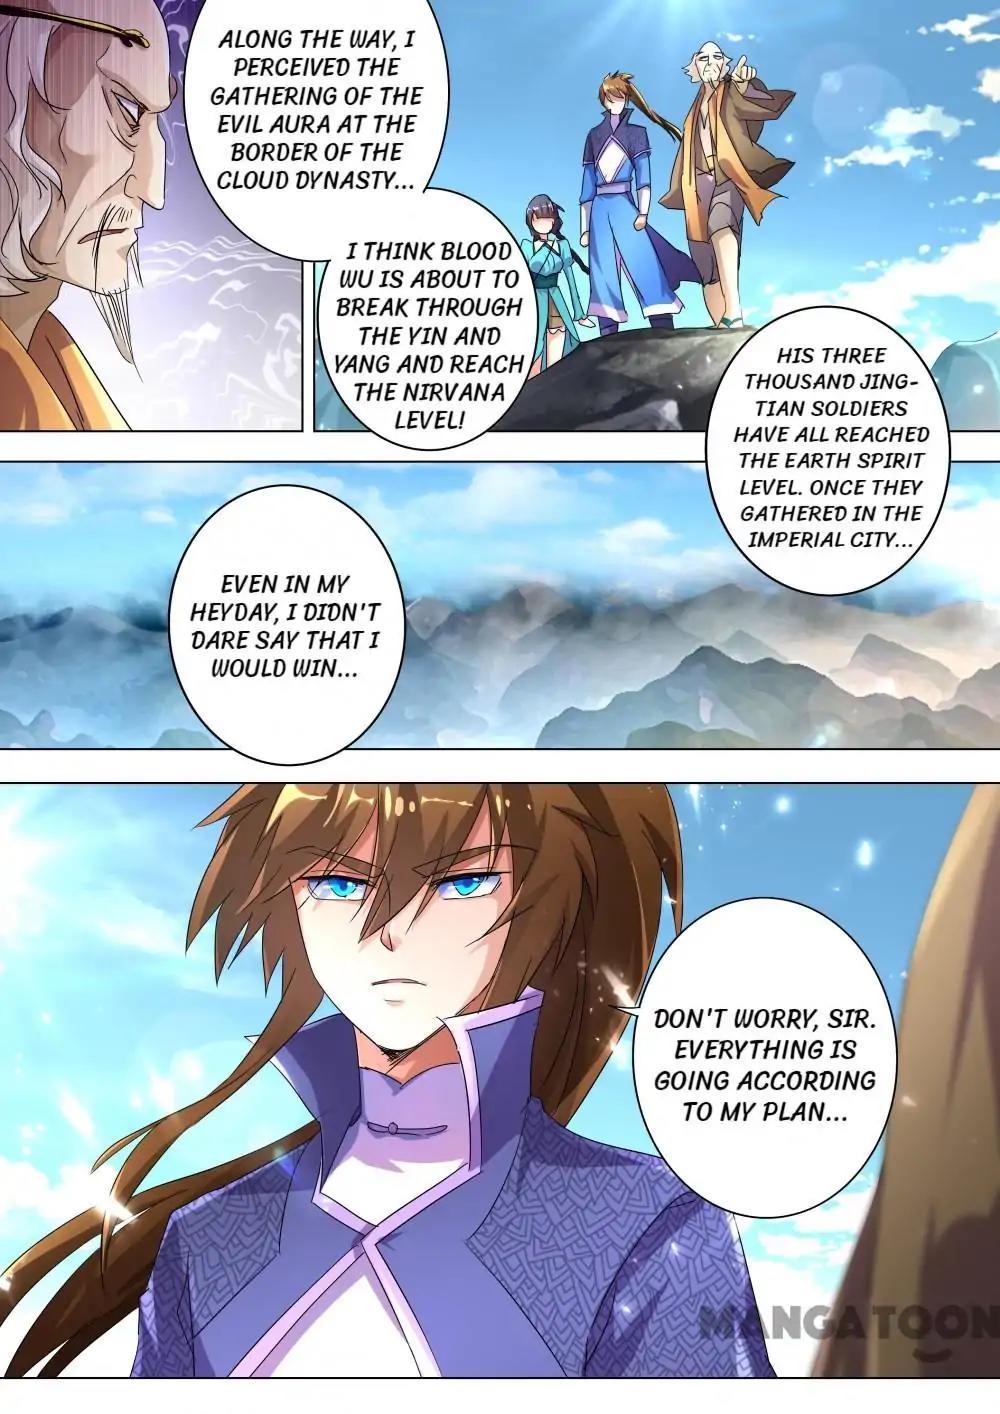 ALONG THE WAY, I
PERCEIVED THE
GATHERING OF THE
EVIL AURA AT THE
BORDER OF THE
CLOUD DYNASTY...
I THINK BLOOD
WU IS ABOUT TO
BREAK THROUGH
THE YIN AND
YANG AND REACH
THE NIRVANA
LEVEL!
HIS THREE
THOUSAND JING-
TIAN SOLDIERS
HAVE ALL REACHED
THE EARTH SPIRIT
LEVEL. ONCE THEY
GATHERED IN THE
IMPERIAL CITY...
EVEN IN MY
HEYDAY, I DIDN'T
DARE SAY THAT I
WOULD WIN...
DON'T WORRY, SIR.
EVERYTHING IS
GOING ACCORDING
TO MY PLAN...
MANGATOON